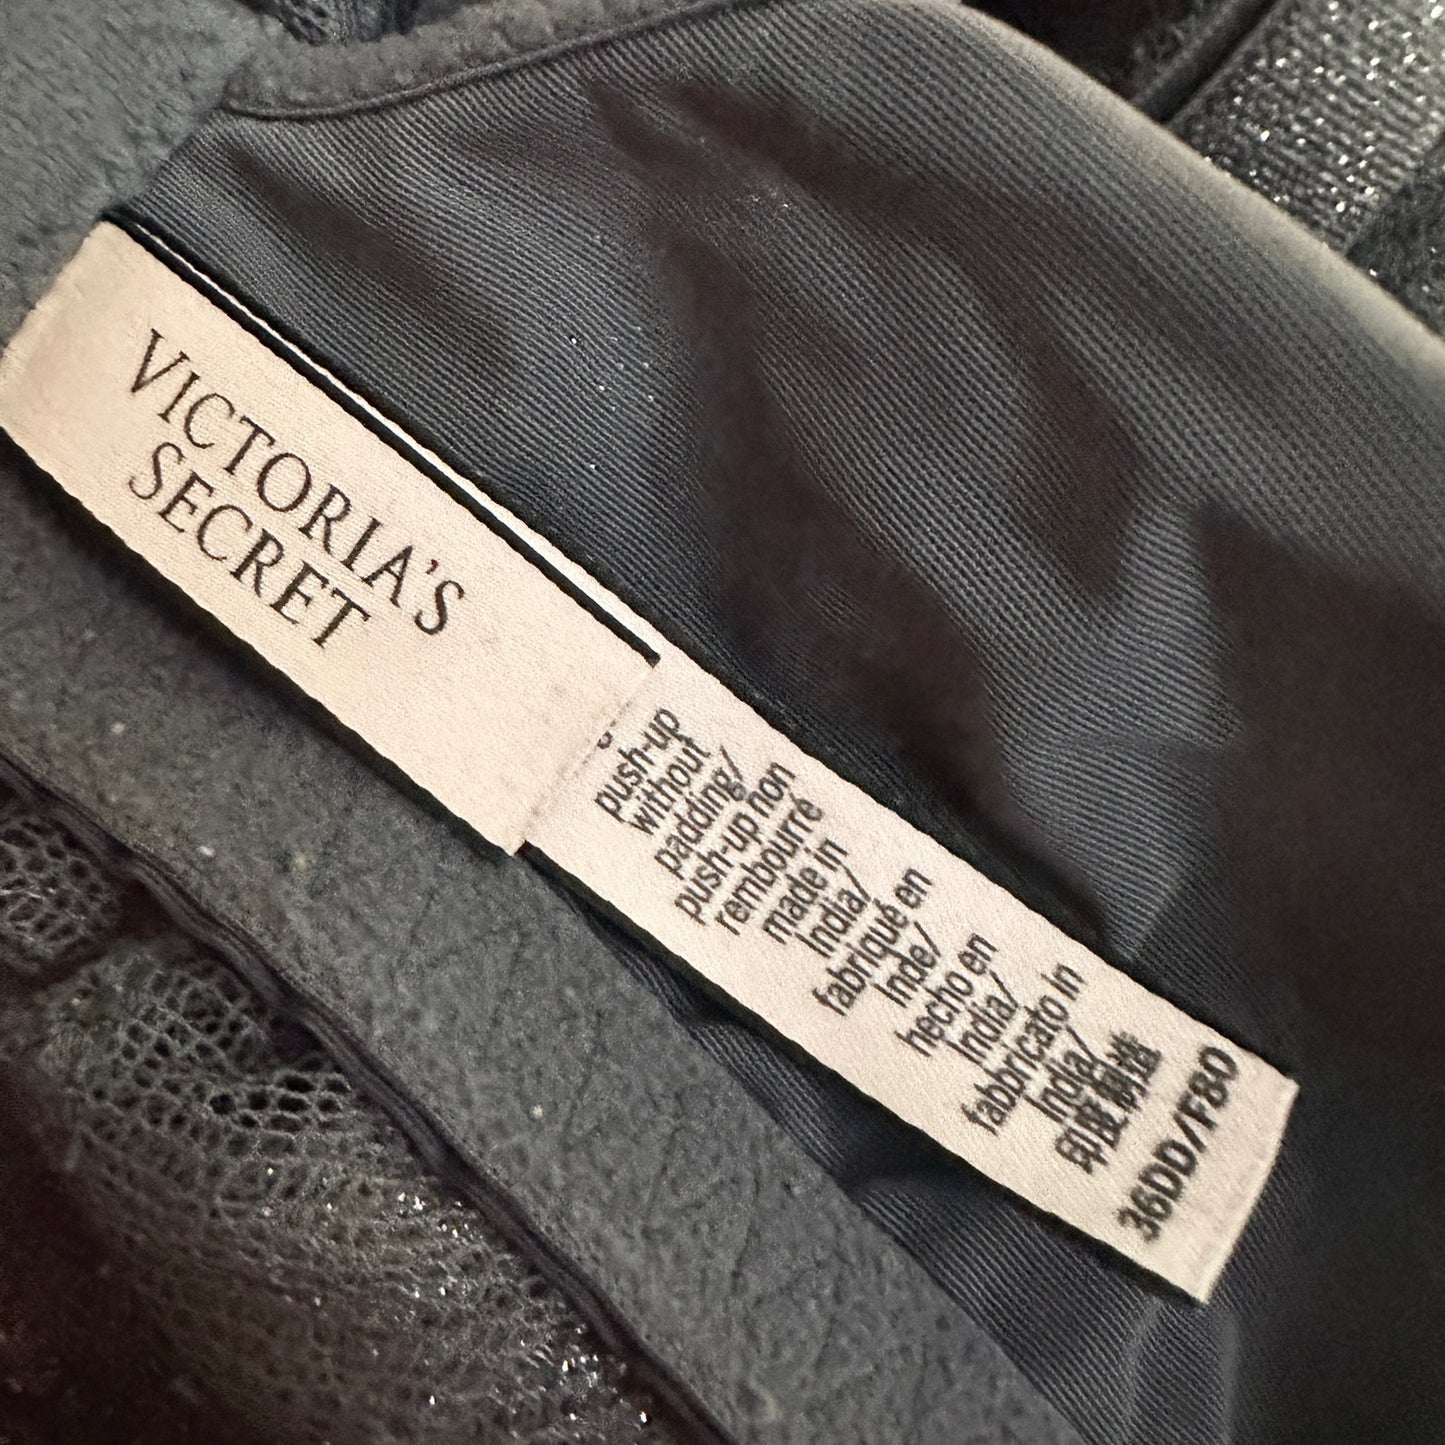 VICTORIA'S
SECRET
push-up
without
padding/
push-up non
rembourré
made in
India/
fabriqué en
Inde/
hecho en
India/
fabbricato in
India/
印度制造
36DD/F80